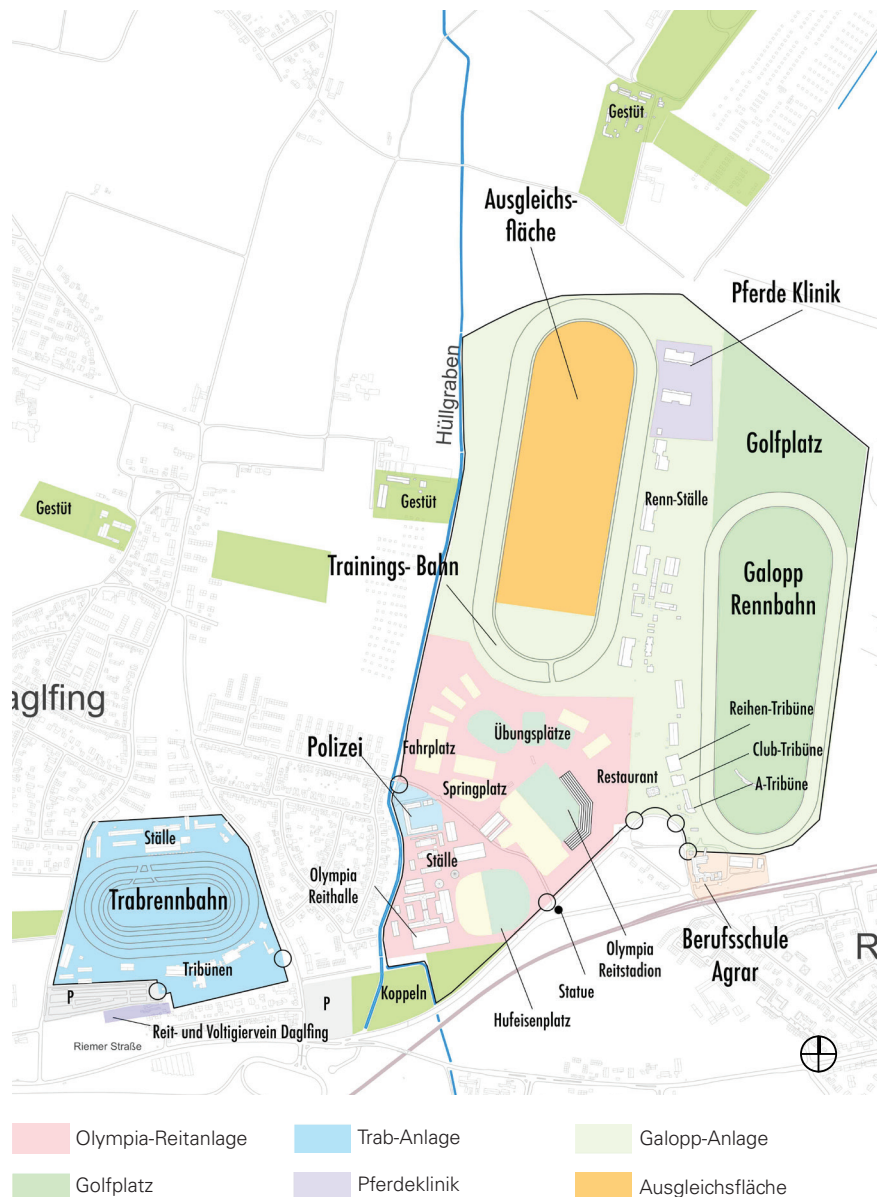 Gestüt
Ausgleichs-
fläche
Pferde Klinik
Hüllgraben
Golfplatz
Gestüt
Gestüt
Renn-Ställe
Trainings- Bahn
Galopp
Rennbahn
aglfing
Reihen-Tribüne
Übungsplätze
Polizei
Fahrplatz
Club-Tribüne
Springplatz
Restaurant
A-Tribüne
Ställe
Ställe
Olympia
Reithalle
Trabrennbahn
Berufsschule
Agrar
R
Olympia
Reitstadion
Tribünen
Statue
P
P
Koppeln
Hufeisenplatz
Reit- und Voltigiervein Daglfing
Riemer Straße
Olympia-Reitanlage
Trab-Anlage
Galopp-Anlage
Golfplatz
Pferdeklinik
Ausgleichsfläche